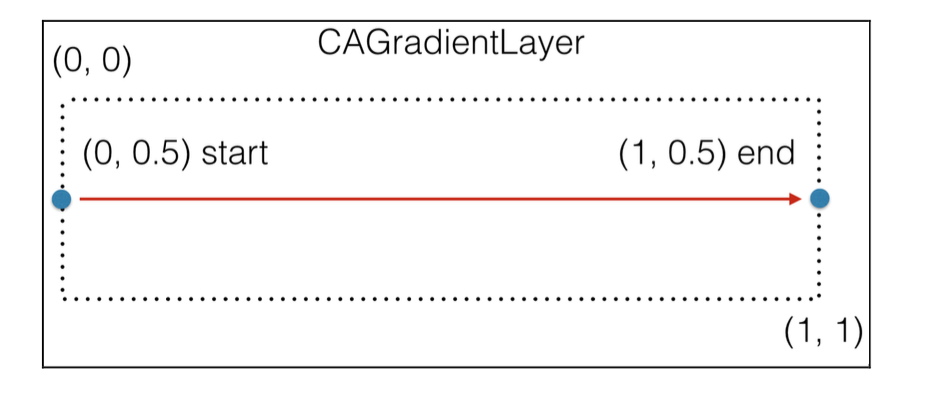 CAGradientLayer
(0, 0)
(0, 0.5) start
(1, 0.5) end
(1, 1)